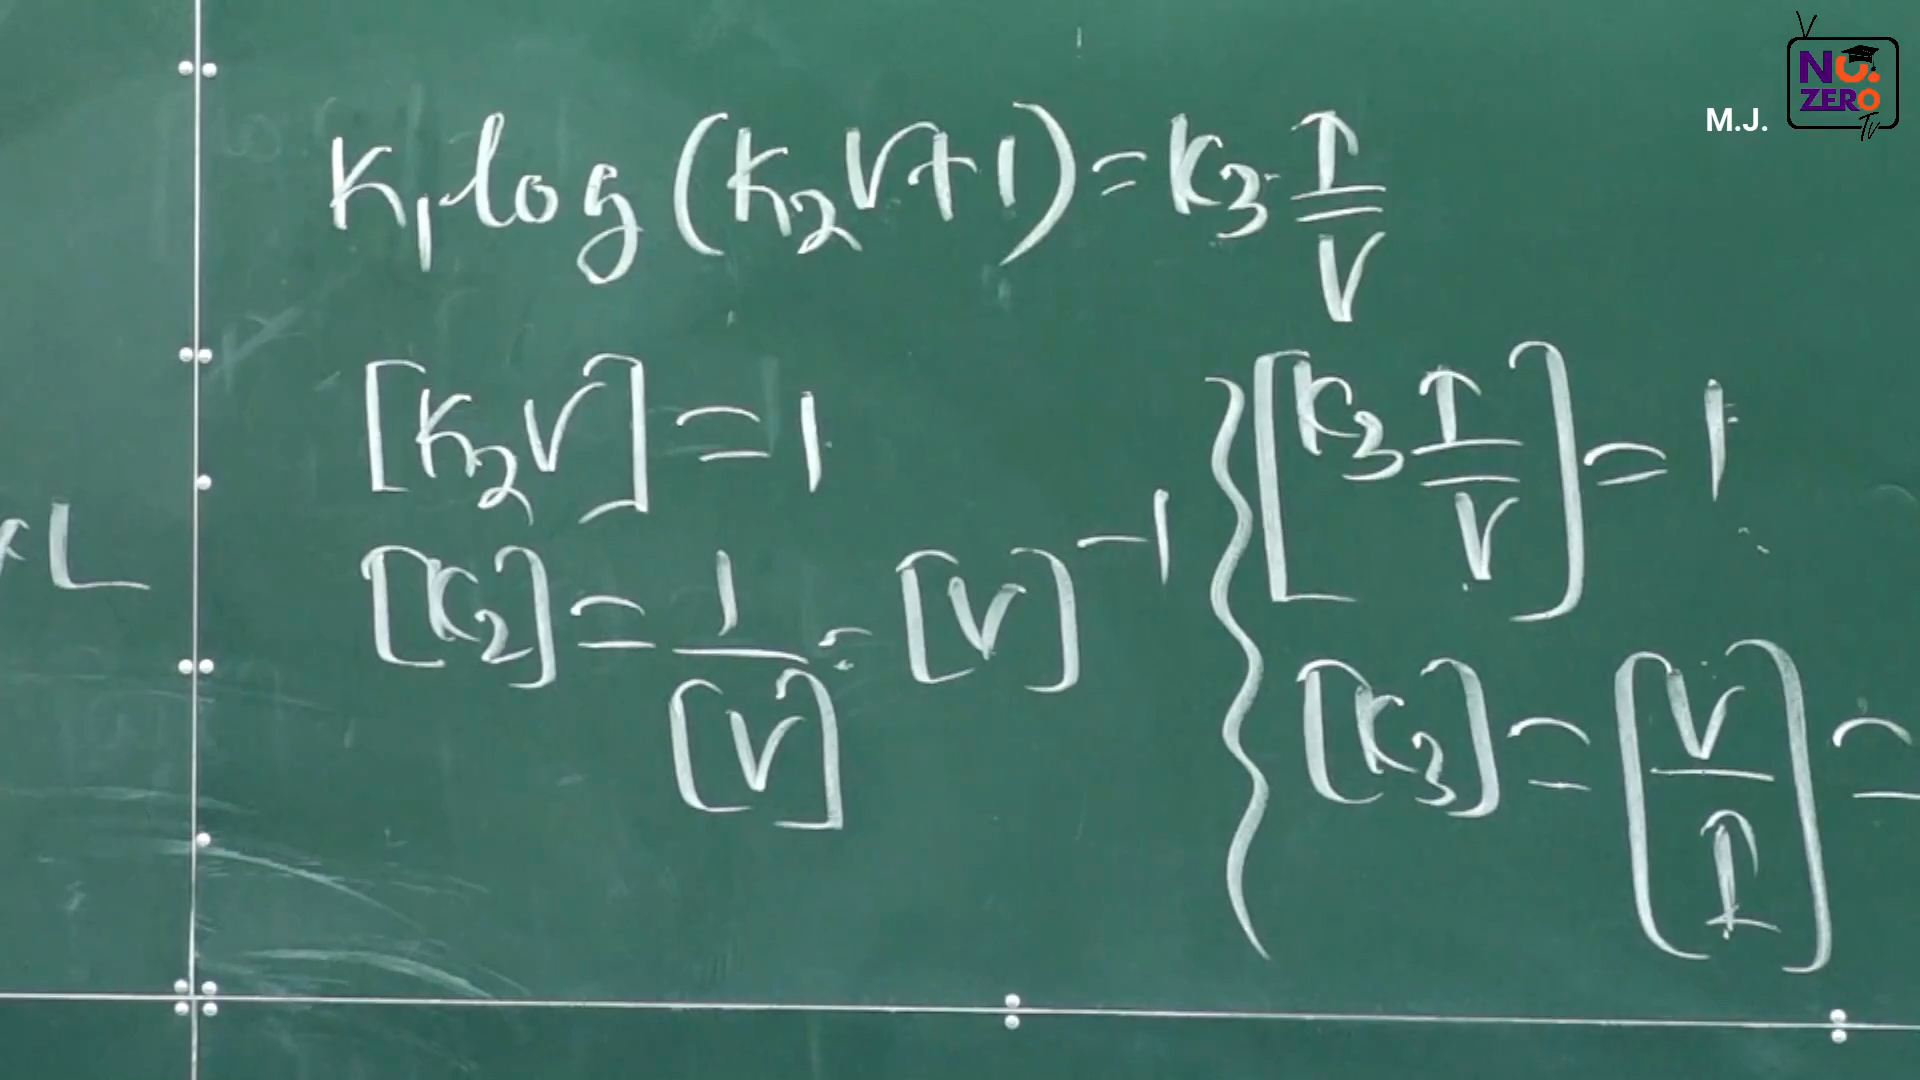 K₁log(K₂V+1)=K₃ I/V
[K₂V]=1
[K₂]=1/[V]=[V]⁻¹
[K₃ I/V]=1
[K₃]=[V/I]=
×L
M.J.
NO. ZERO TV